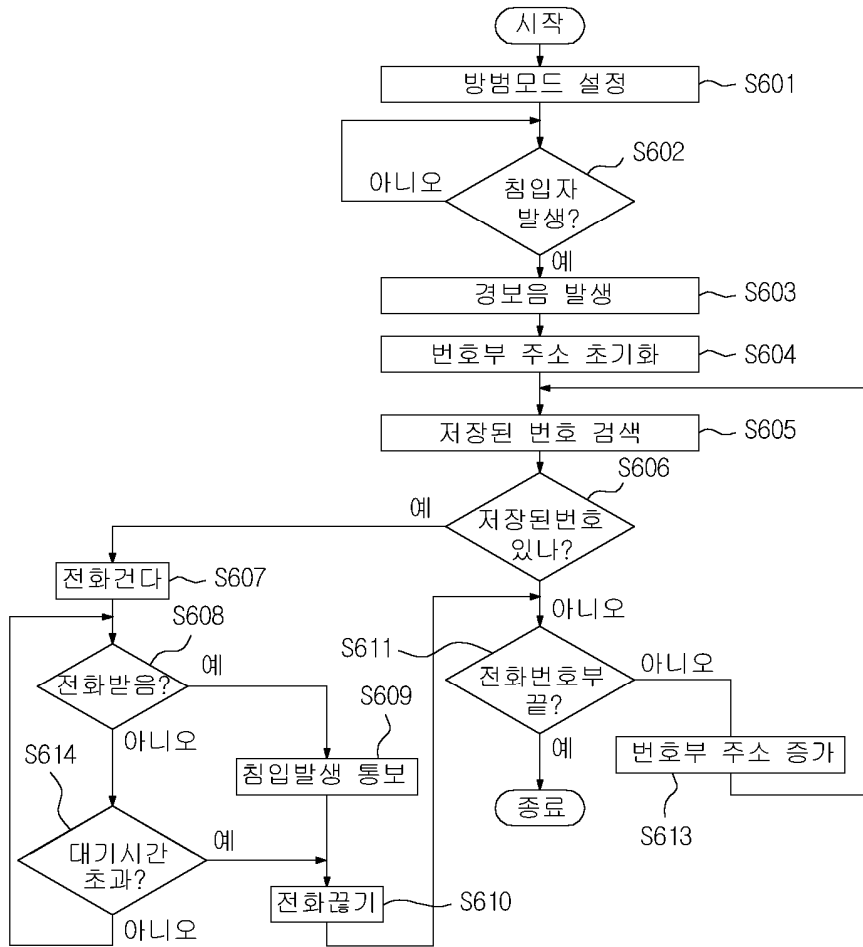 시작
방범모드 설정
S601
S602
침입자
발생?
아니오
예
경보음 발생
S603
번호부 주소 초기화
S604
저장된 번호 검색
S605
S606
저장된번호
있나?
예
아니오
전화건다
S607
S608
전화받음?
예
아니오
S609
침입발생 통보
S614
대기시간
초과?
예
아니오
전화끊기
S610
S611
전화번호부
끝?
아니오
예
번호부 주소 증가
S613
종료